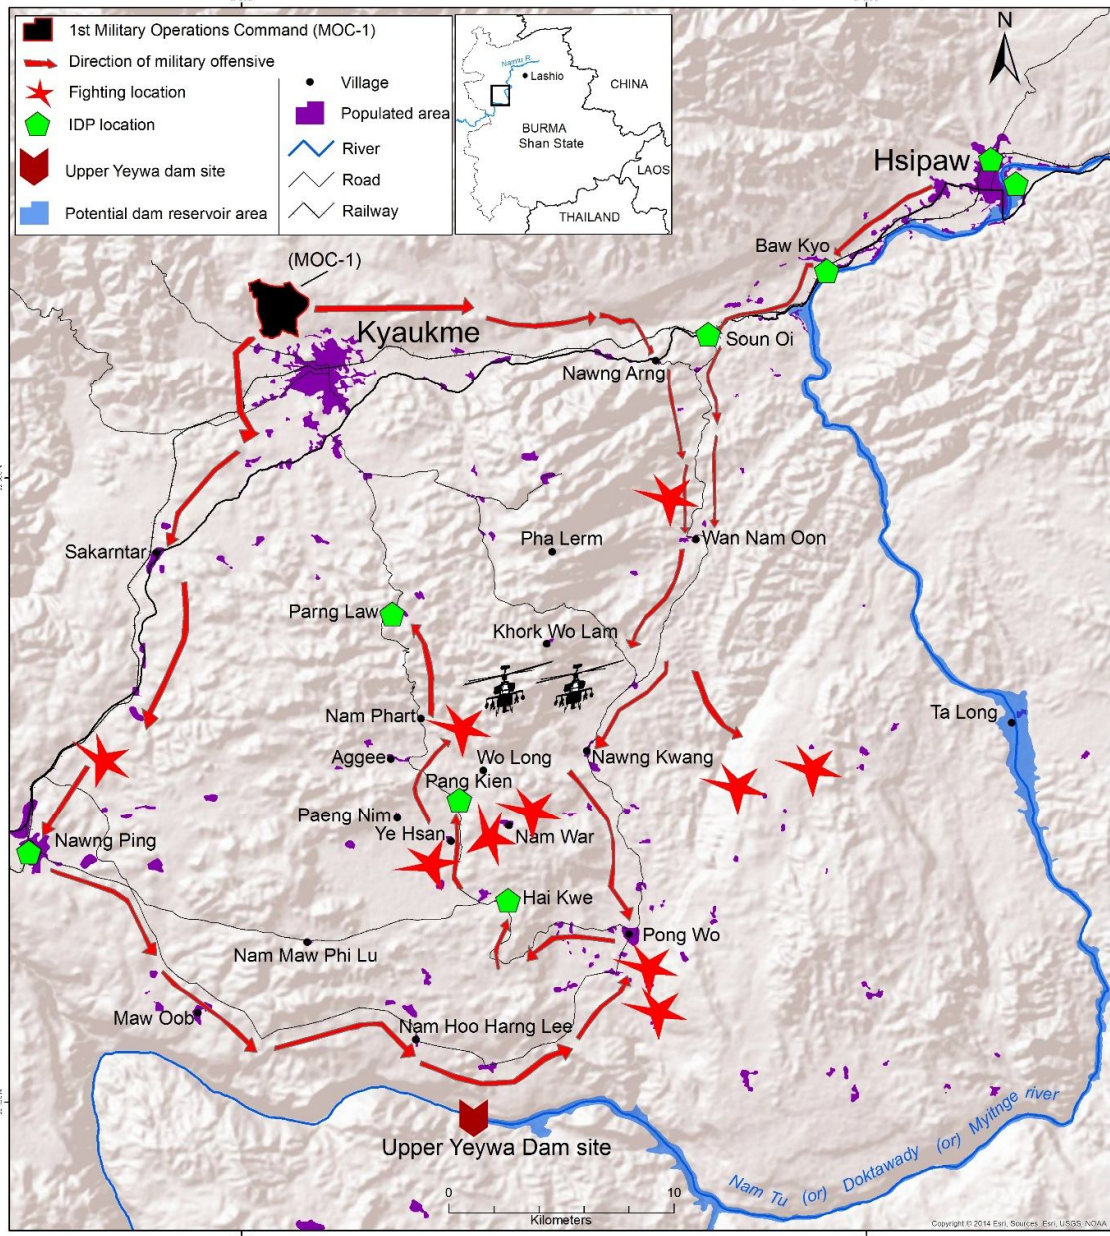 1st Military Operations Command (MOC-1)
Direction of military offensive
Fighting location
IDP location
Upper Yeywa dam site
Potential dam reservoir area
Village
Populated area
River
Road
Railway
Namtu R.
Lashio
CHINA
BURMA
Shan State
LAOS
THAILAND
N
Hsipaw
Baw Kyo
(MOC-1)
Kyaukme
Soun Oi
Nawng Arng
Sakarntar
Pha Lerm
Wan Nam Oon
Parng Law
Khork Wo Lam
Nam Phart
Ta Long
Aggee
Wo Long
Nawng Kwang
Pang Kien
Paeng Nim
Ye Hsan
Nam War
Nawng Ping
Hai Kwe
Pong Wo
Nam Maw Phi Lu
Maw Oob
Nam Hoo Harng Lee
Upper Yeywa Dam site
Nam Tu (or) Doktawady (or) Myitnge river
0 10
Kilometers
Copyright © 2014 Esri, Sources: Esri, USGS, NOAA